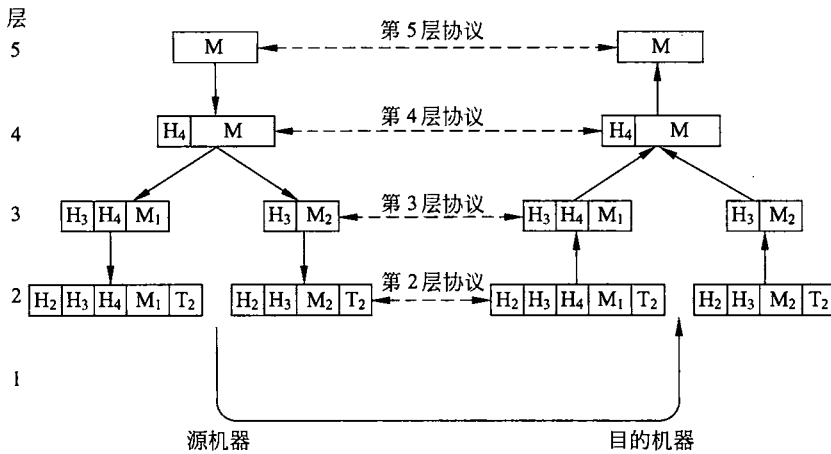 层
5 M 第5层协议 M
4 H₄ M 第4层协议 H₄ M
3 H₃ H₄ M₁ H₃ M₂ 第3层协议 H₃ H₄ M₁ H₃ M₂
2 H₂ H₃ H₄ M₁ T₂ H₂ H₃ M₂ T₂ 第2层协议 H₂ H₃ H₄ M₁ T₂ H₂ H₃ M₂ T₂
1
源机器 目的机器